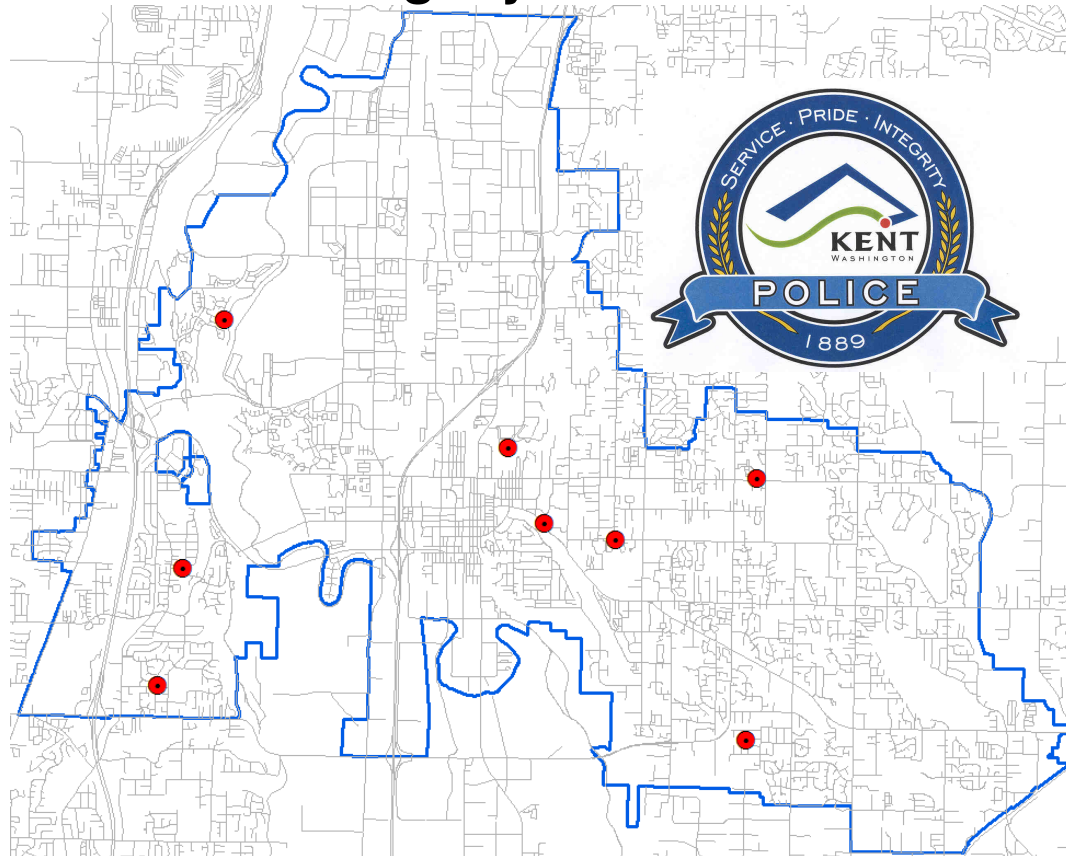 SERVICE · PRIDE · INTEGRITY
KENT
WASHINGTON
POLICE
1889